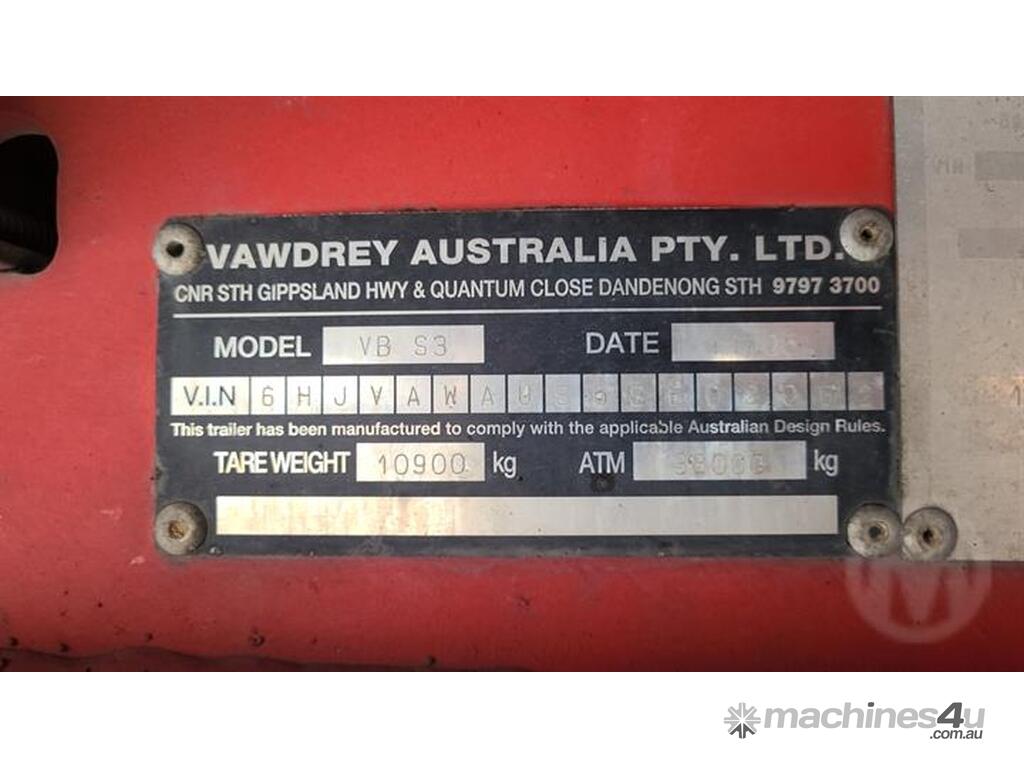 VAWDREY AUSTRALIA PTY. LTD.
CNR STH GIPPSLAND HWY & QUANTUM CLOSE DANDENONG STH 9797 3700
MODEL VB S3 DATE
V.I.N
This trailer has been manufactured to comply with the applicable Australian Design Rules.
TARE WEIGHT 10900 kg ATM kg
machines4u
.com.au